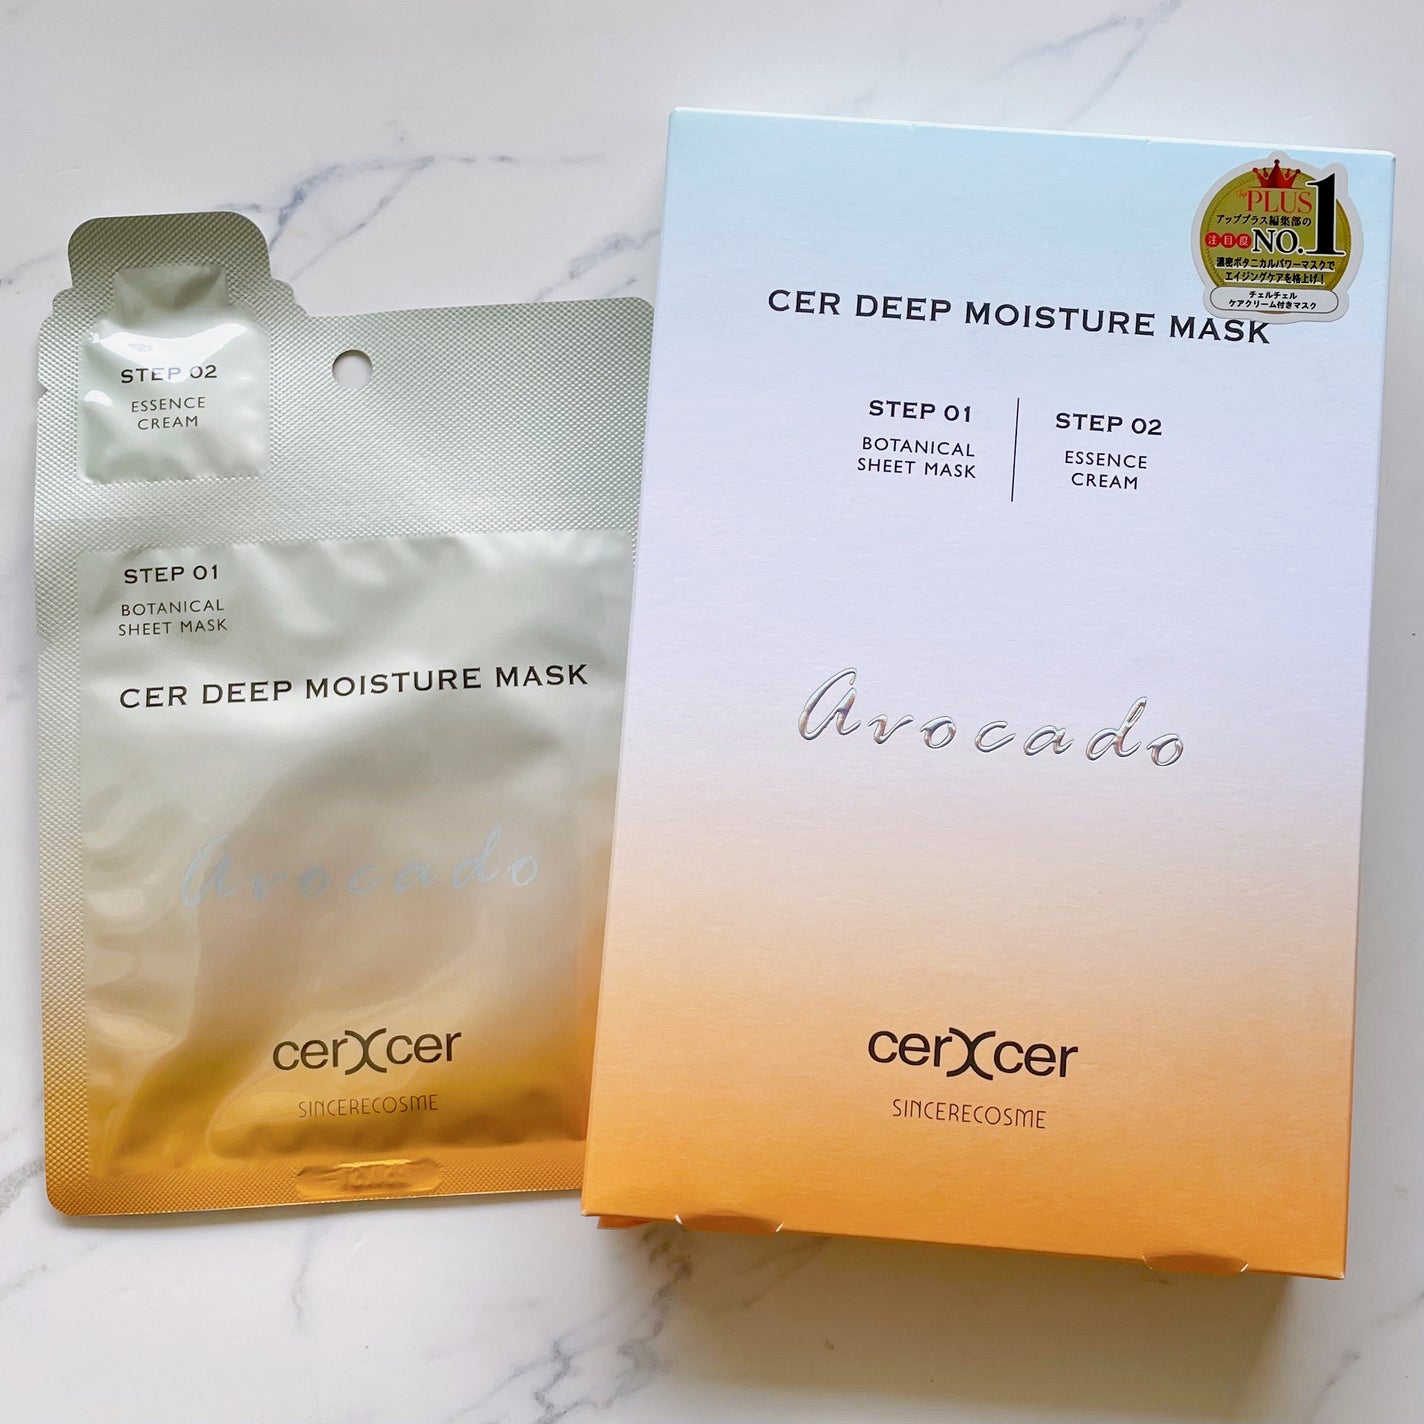 STEP 02
ESSENCE
CREAM
STEP 01
BOTANICAL
SHEET MASK
CER DEEP MOISTURE MASK
Avocado
cerXcer
SINCERECOSME
up PLUS
アッププラス編集部の
注目度 NO.1
濃密ボタニカルパワーマスクで
エイジングケアを格上げ!
チェルチェル
ケアクリーム付きマスク
CER DEEP MOISTURE MASK
STEP 01
BOTANICAL
SHEET MASK
STEP 02
ESSENCE
CREAM
Avocado
cerXcer
SINCERECOSME